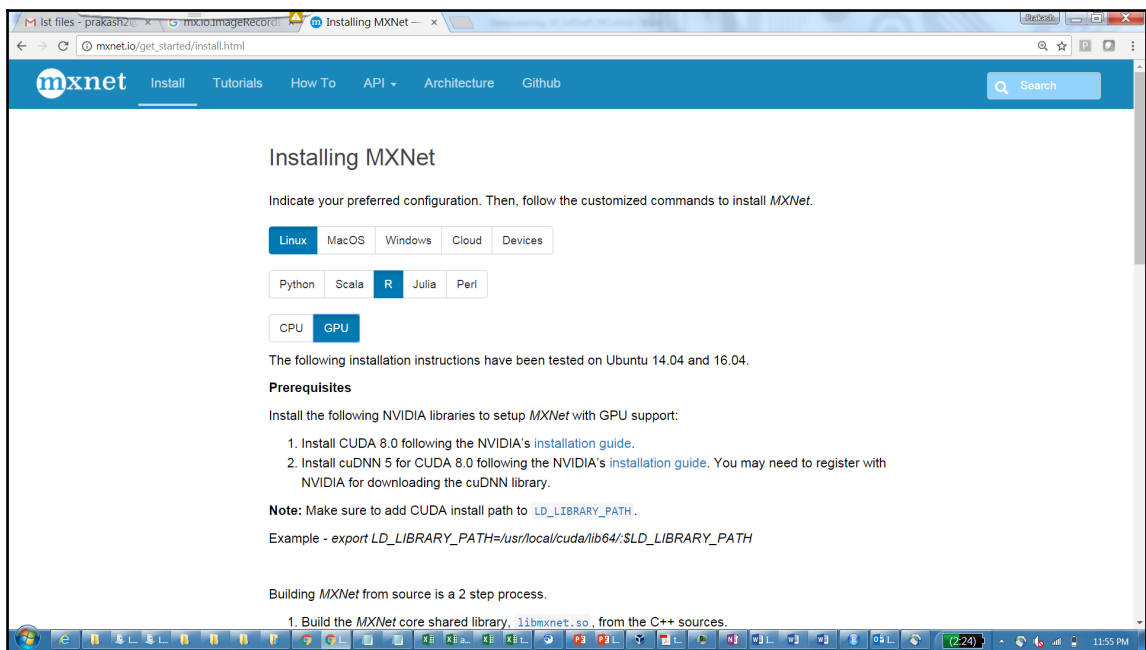 lst files - prakash2
mx.io.ImageRecord
Installing MXNet —
Prakash
mxnet.io/get_started/install.html
mxnet Install Tutorials How To API Architecture Github Search
Installing MXNet
Indicate your preferred configuration. Then, follow the customized commands to install MXNet.
Linux MacOS Windows Cloud Devices
Python Scala R Julia Perl
CPU GPU
The following installation instructions have been tested on Ubuntu 14.04 and 16.04.
Prerequisites
Install the following NVIDIA libraries to setup MXNet with GPU support:
1. Install CUDA 8.0 following the NVIDIA's installation guide.
2. Install cuDNN 5 for CUDA 8.0 following the NVIDIA's installation guide. You may need to register with
NVIDIA for downloading the cuDNN library.
Note: Make sure to add CUDA install path to LD_LIBRARY_PATH.
Example - export LD_LIBRARY_PATH=/usr/local/cuda/lib64/:$LD_LIBRARY_PATH
Building MXNet from source is a 2 step process.
1. Build the MXNet core shared library, libmxnet.so, from the C++ sources.
(2:24) 11:55 PM